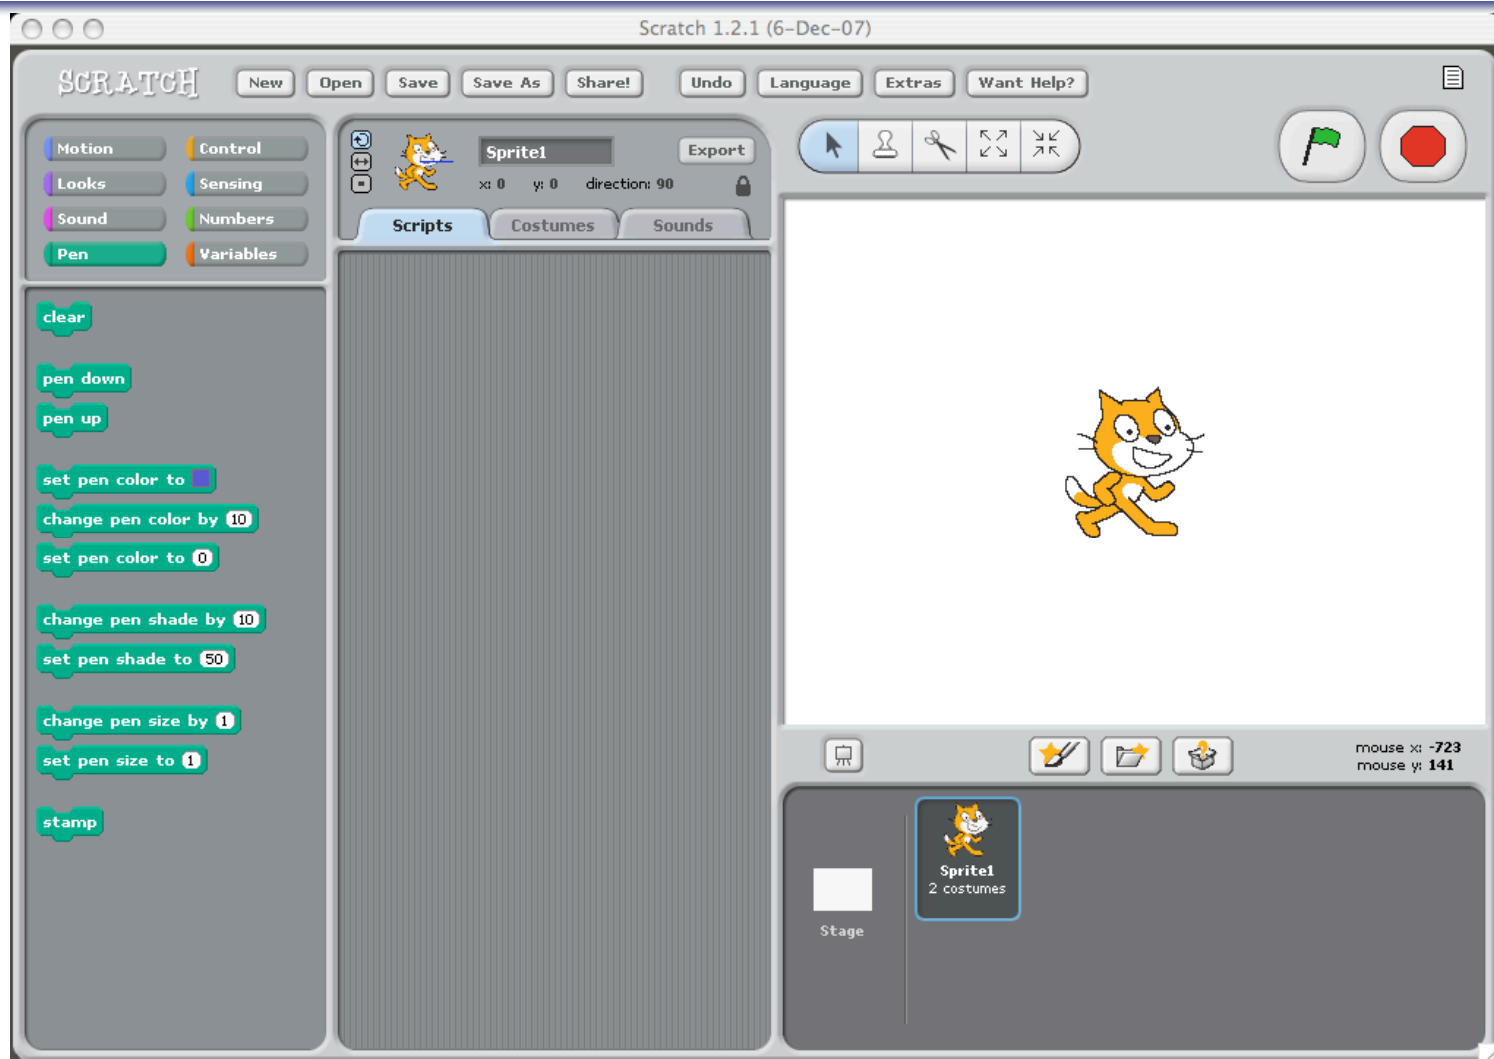 Scratch 1.2.1 (6-Dec-07)
SCRATCH New Open Save Save As Share! Undo Language Extras Want Help?
Motion Control
Looks Sensing
Sound Numbers
Pen Variables
clear
pen down
pen up
set pen color to
change pen color by 10
set pen color to 0
change pen shade by 10
set pen shade to 50
change pen size by 1
set pen size to 1
stamp
Sprite1 Export
x: 0 y: 0 direction: 90
Scripts Costumes Sounds
mouse x: -723
mouse y: 141
Stage
Sprite1
2 costumes